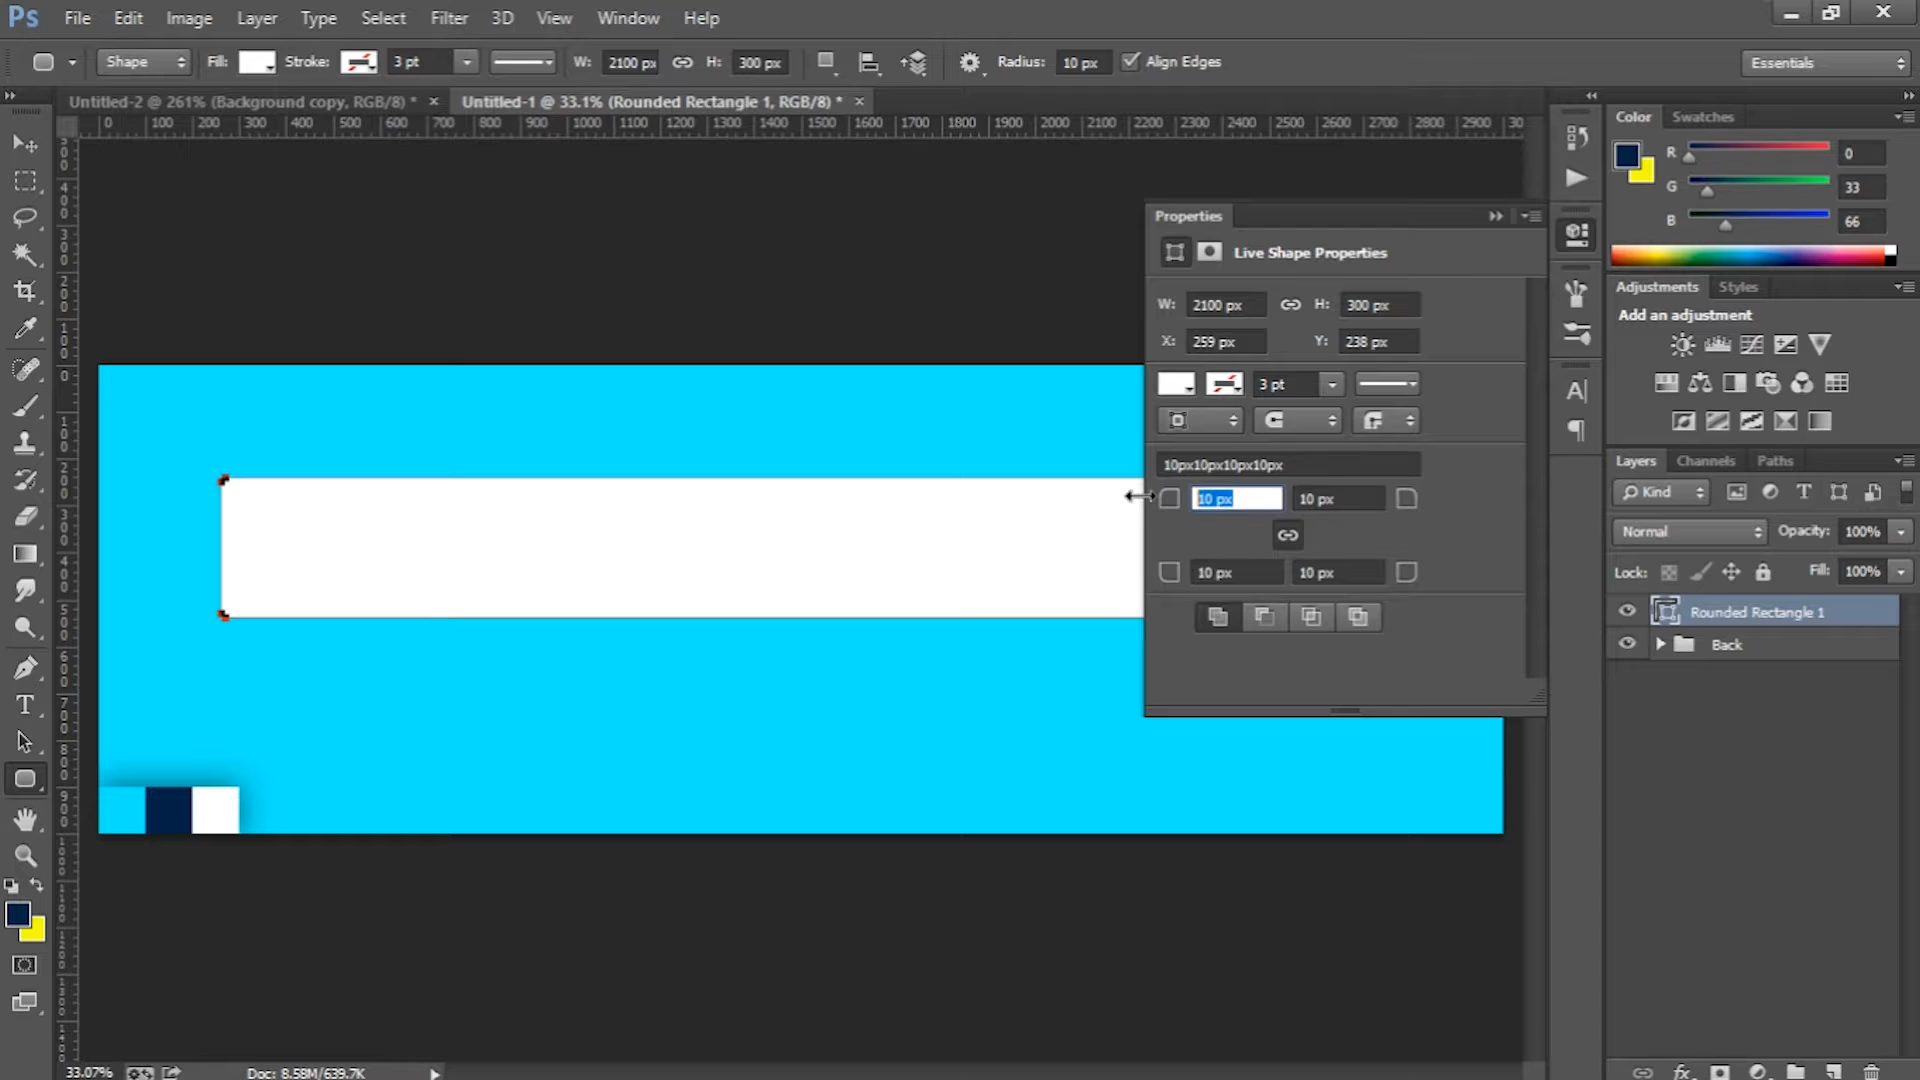 Ps File Edit Image Layer Type Select Filter 3D View Window Help
Shape Fill: Stroke: 3 pt W: 2100 px H: 300 px Radius: 10 px Align Edges Essentials
Untitled-2 @ 261% (Background copy, RGB/8) * × Untitled-1 @ 33.1% (Rounded Rectangle 1, RGB/8) * ×
0 100 200 300 400 500 600 700 800 900 1000 1100 1200 1300 1400 1500 1600 1700 1800 1900 2000 2100 2200 2300 2400 2500 2600 2700 2800 2900 30
Color Swatches
R 0
G 33
B 66
Properties
Live Shape Properties
W: 2100 px H: 300 px
X: 259 px Y: 238 px
3 pt
10px10px10px10px
10 px 10 px
10 px 10 px
Adjustments Styles
Add an adjustment
Layers Channels Paths
Kind
Normal Opacity: 100%
Lock: Fill: 100%
Rounded Rectangle 1
Back
33.07% Doc: 8.58M/639.7K